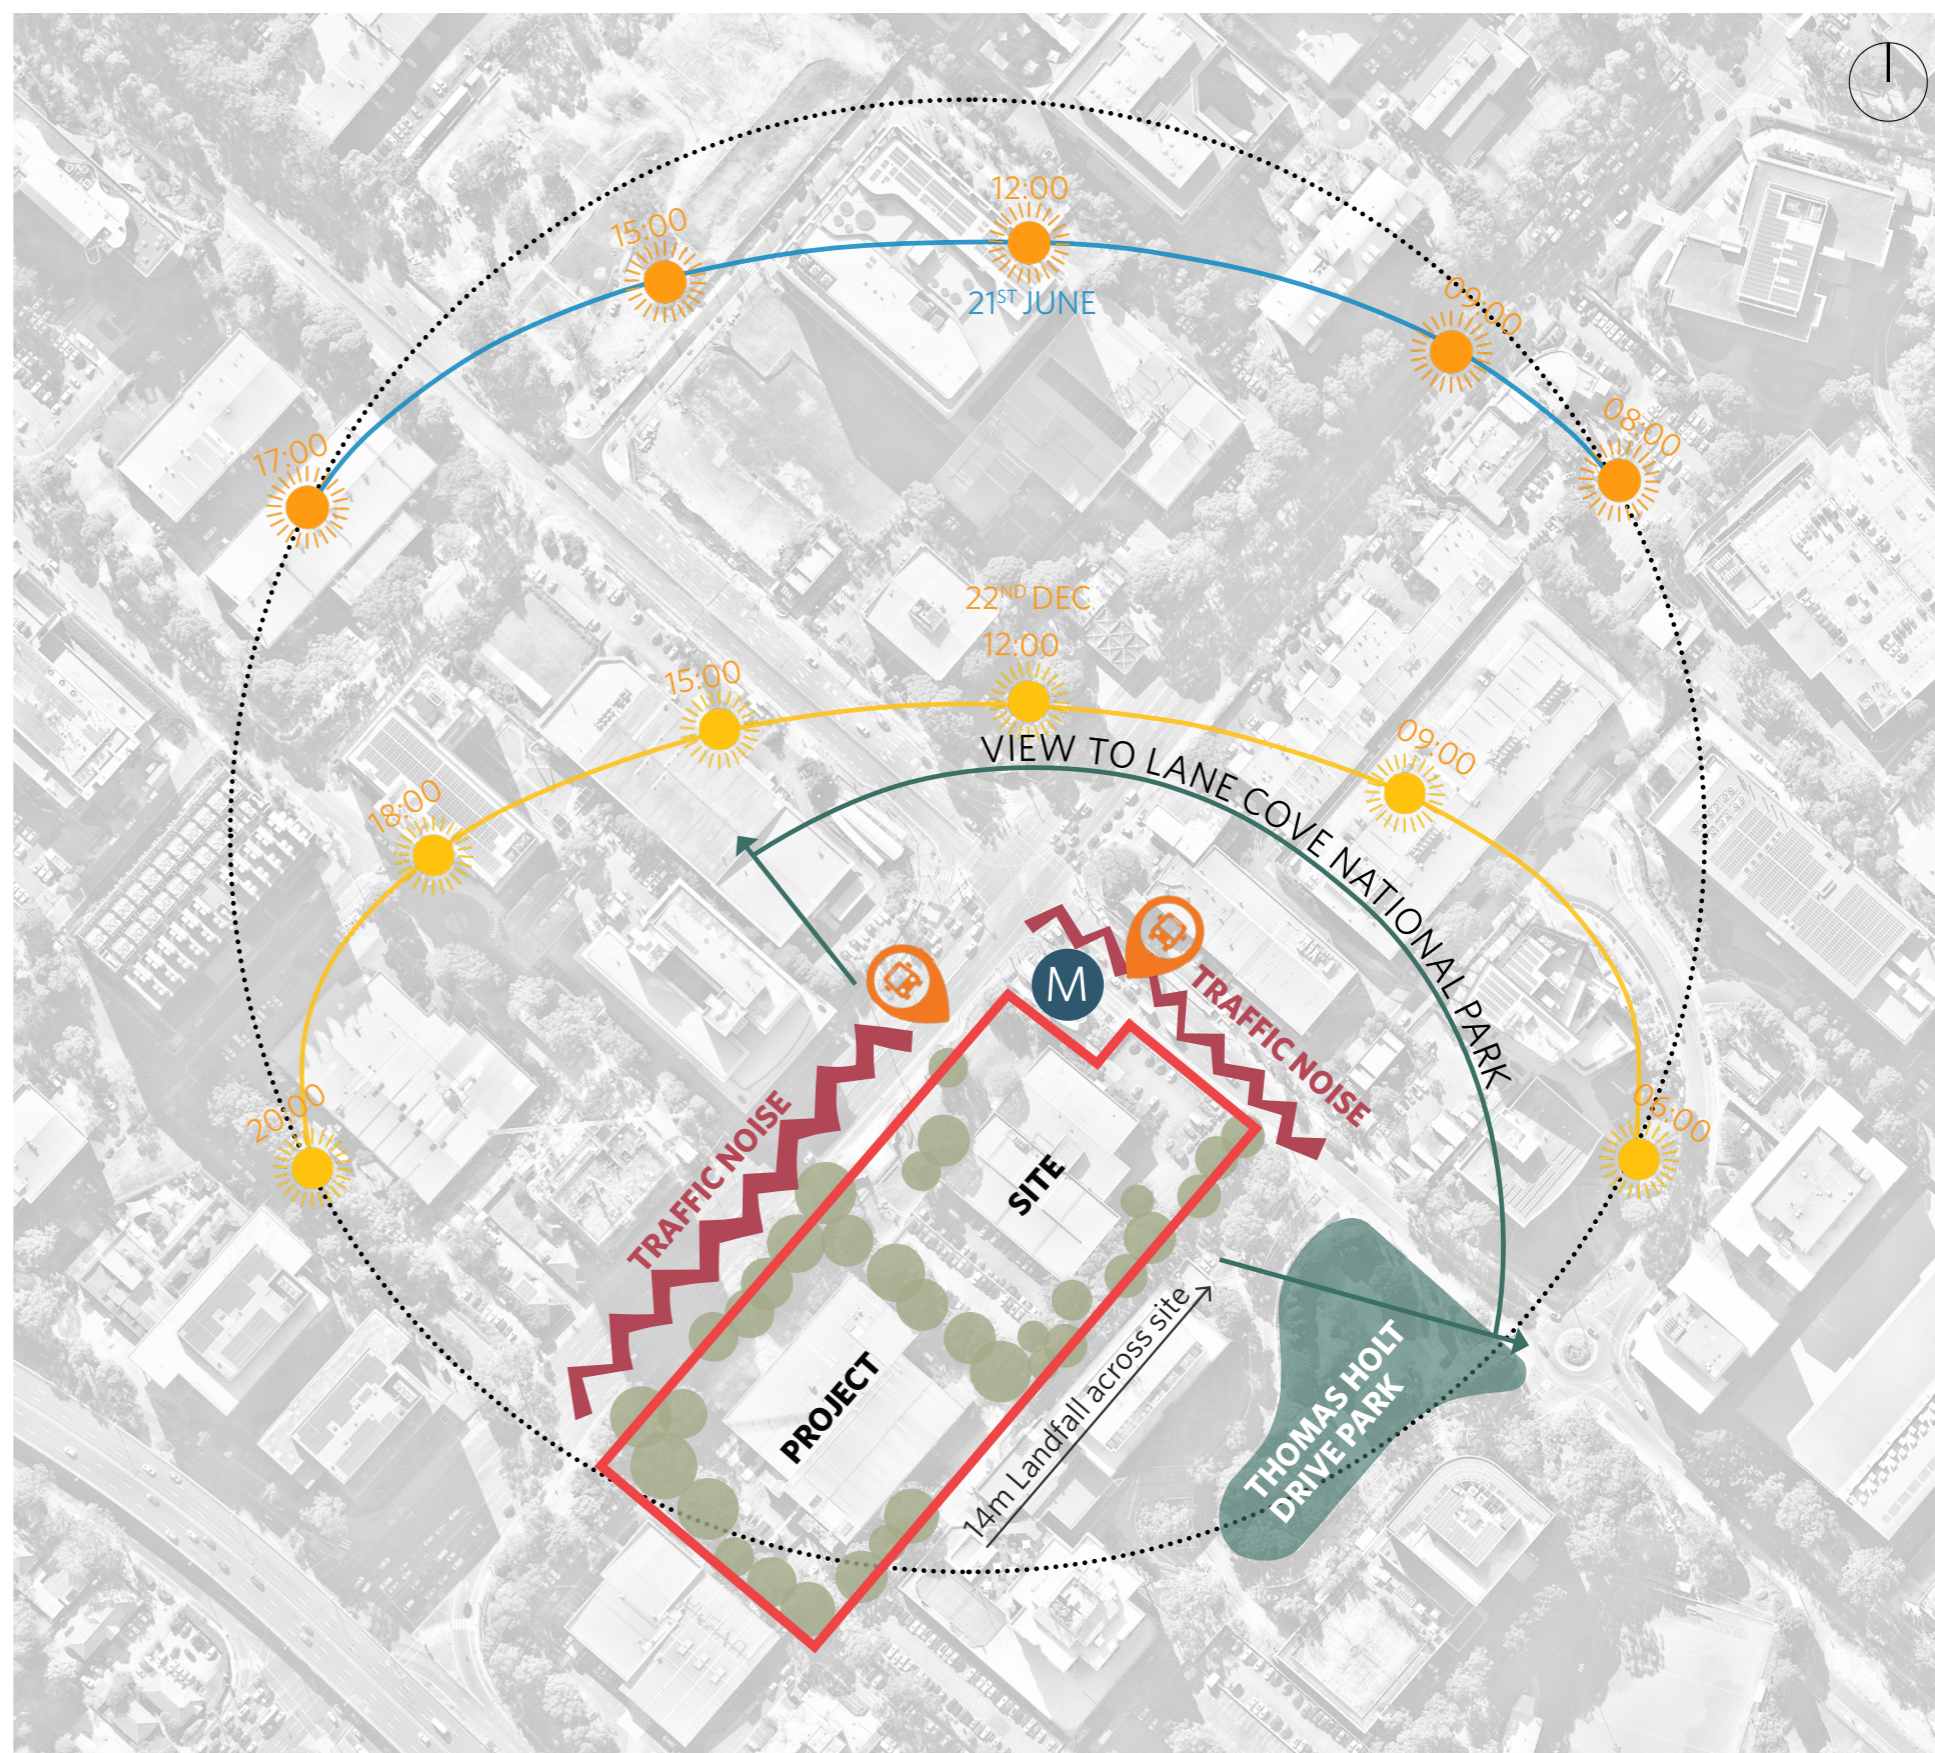 12:00
15:00
21ST JUNE
09:00
08:00
17:00
22ND DEC
12:00
15:00
09:00
18:00
VIEW TO LANE COVE NATIONAL PARK
M
TRAFFIC NOISE
TRAFFIC NOISE
20:00
06:00
SITE
PROJECT
14m Landfall across site
THOMAS HOLT
DRIVE PARK